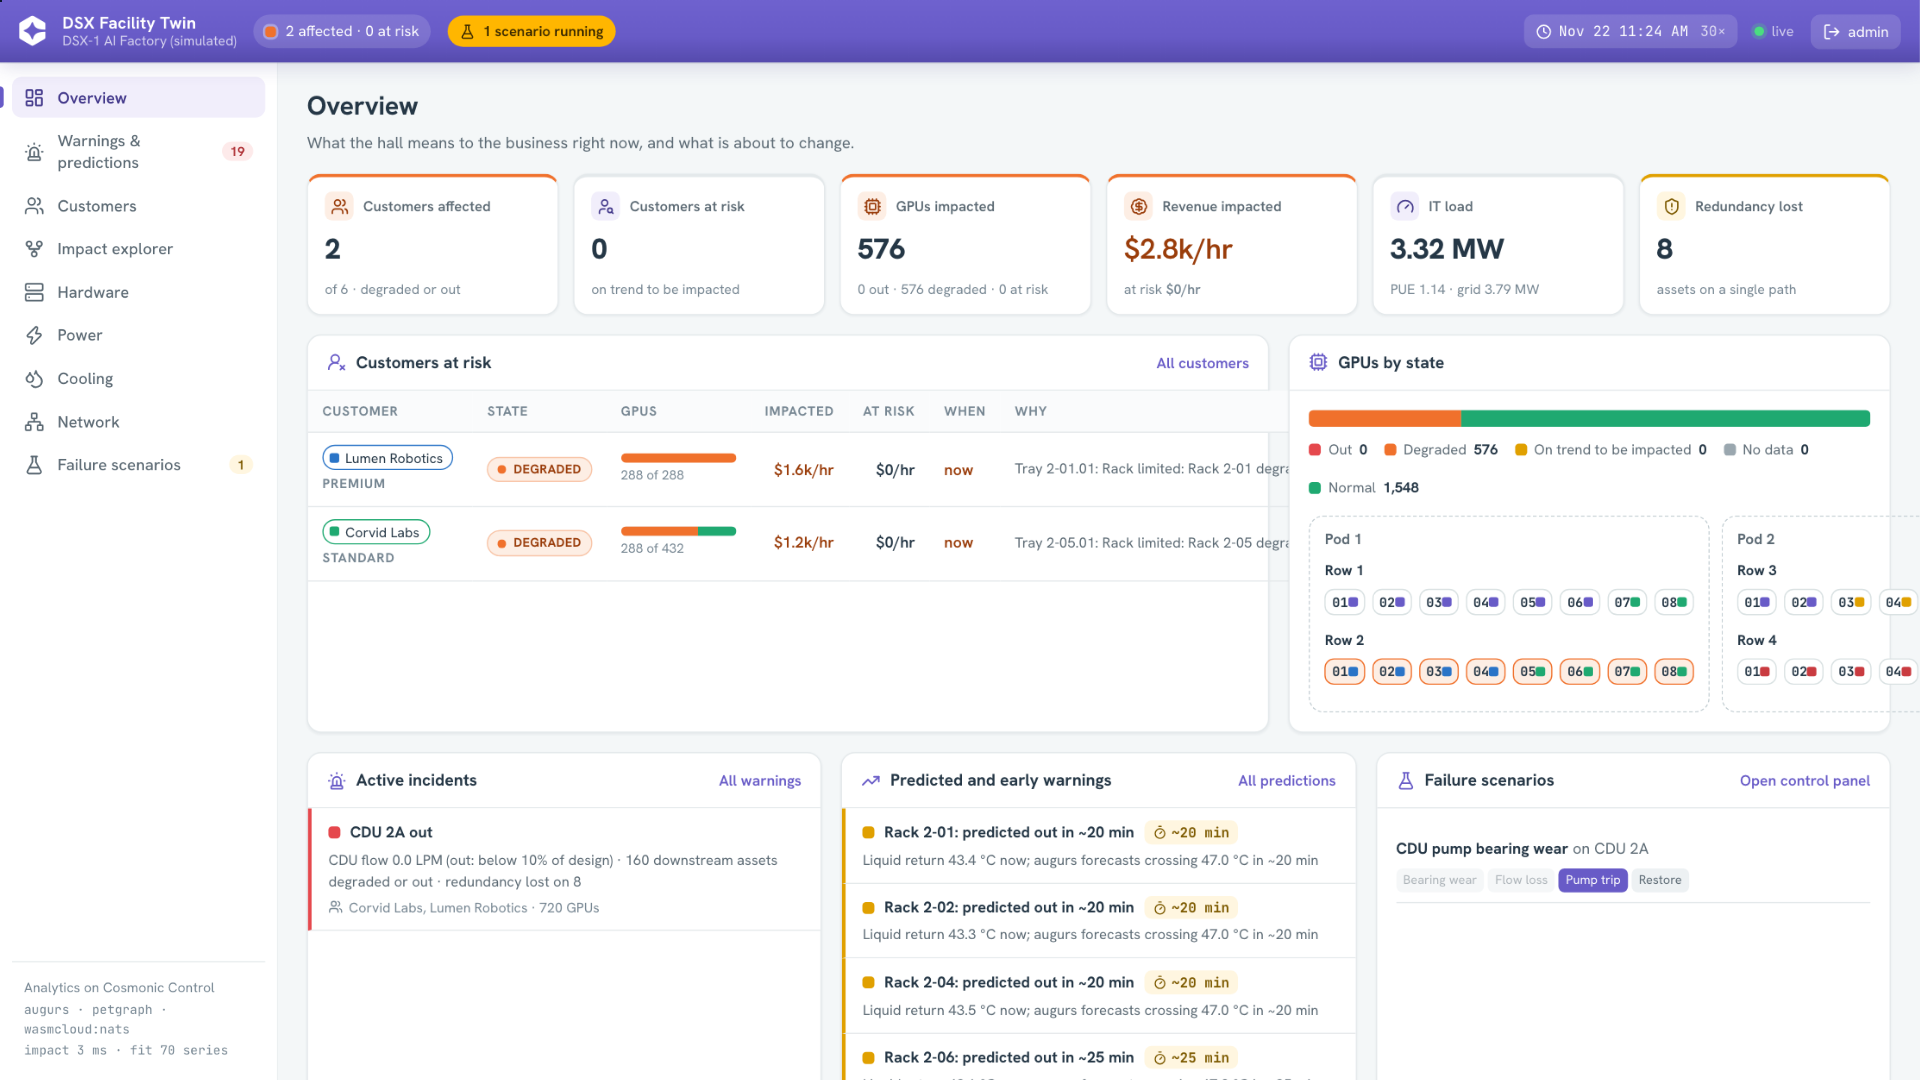 DSX Facility Twin
DSX-1 AI Factory (simulated)
2 affected · 0 at risk
1 scenario running
Nov 22 11:24 AM 30×
live
admin
Overview
Warnings & predictions
19
Customers
Impact explorer
Hardware
Power
Cooling
Network
Failure scenarios
1
Analytics on Cosmonic Control
augurs · petgraph ·
wasmcloud:nats
impact 3 ms · fit 70 series
Overview
What the hall means to the business right now, and what is about to change.
Customers affected
2
of 6 · degraded or out
Customers at risk
0
on trend to be impacted
GPUs impacted
576
0 out · 576 degraded · 0 at risk
Revenue impacted
$2.8k/hr
at risk $0/hr
IT load
3.32 MW
PUE 1.14 · grid 3.79 MW
Redundancy lost
8
assets on a single path
Customers at risk
All customers
CUSTOMER STATE GPUS IMPACTED AT RISK WHEN WHY
Lumen Robotics
PREMIUM
DEGRADED
288 of 288
$1.6k/hr
$0/hr
now
Tray 2-01.01: Rack limited: Rack 2-01 degra
Corvid Labs
STANDARD
DEGRADED
288 of 432
$1.2k/hr
$0/hr
now
Tray 2-05.01: Rack limited: Rack 2-05 degra
GPUs by state
Out 0 Degraded 576 On trend to be impacted 0 No data 0
Normal 1,548
Pod 1
Row 1
01 02 03 04 05 06 07 08
Row 2
01 02 03 04 05 06 07 08
Pod 2
Row 3
01 02 03 04
Row 4
01 02 03 04
Active incidents
All warnings
CDU 2A out
CDU flow 0.0 LPM (out: below 10% of design) · 160 downstream assets
degraded or out · redundancy lost on 8
Corvid Labs, Lumen Robotics · 720 GPUs
Predicted and early warnings
All predictions
Rack 2-01: predicted out in ~20 min ~20 min
Liquid return 43.4 °C now; augurs forecasts crossing 47.0 °C in ~20 min
Rack 2-02: predicted out in ~20 min ~20 min
Liquid return 43.3 °C now; augurs forecasts crossing 47.0 °C in ~20 min
Rack 2-04: predicted out in ~20 min ~20 min
Liquid return 43.5 °C now; augurs forecasts crossing 47.0 °C in ~20 min
Rack 2-06: predicted out in ~25 min ~25 min
Failure scenarios
Open control panel
CDU pump bearing wear on CDU 2A
Bearing wear Flow loss Pump trip Restore